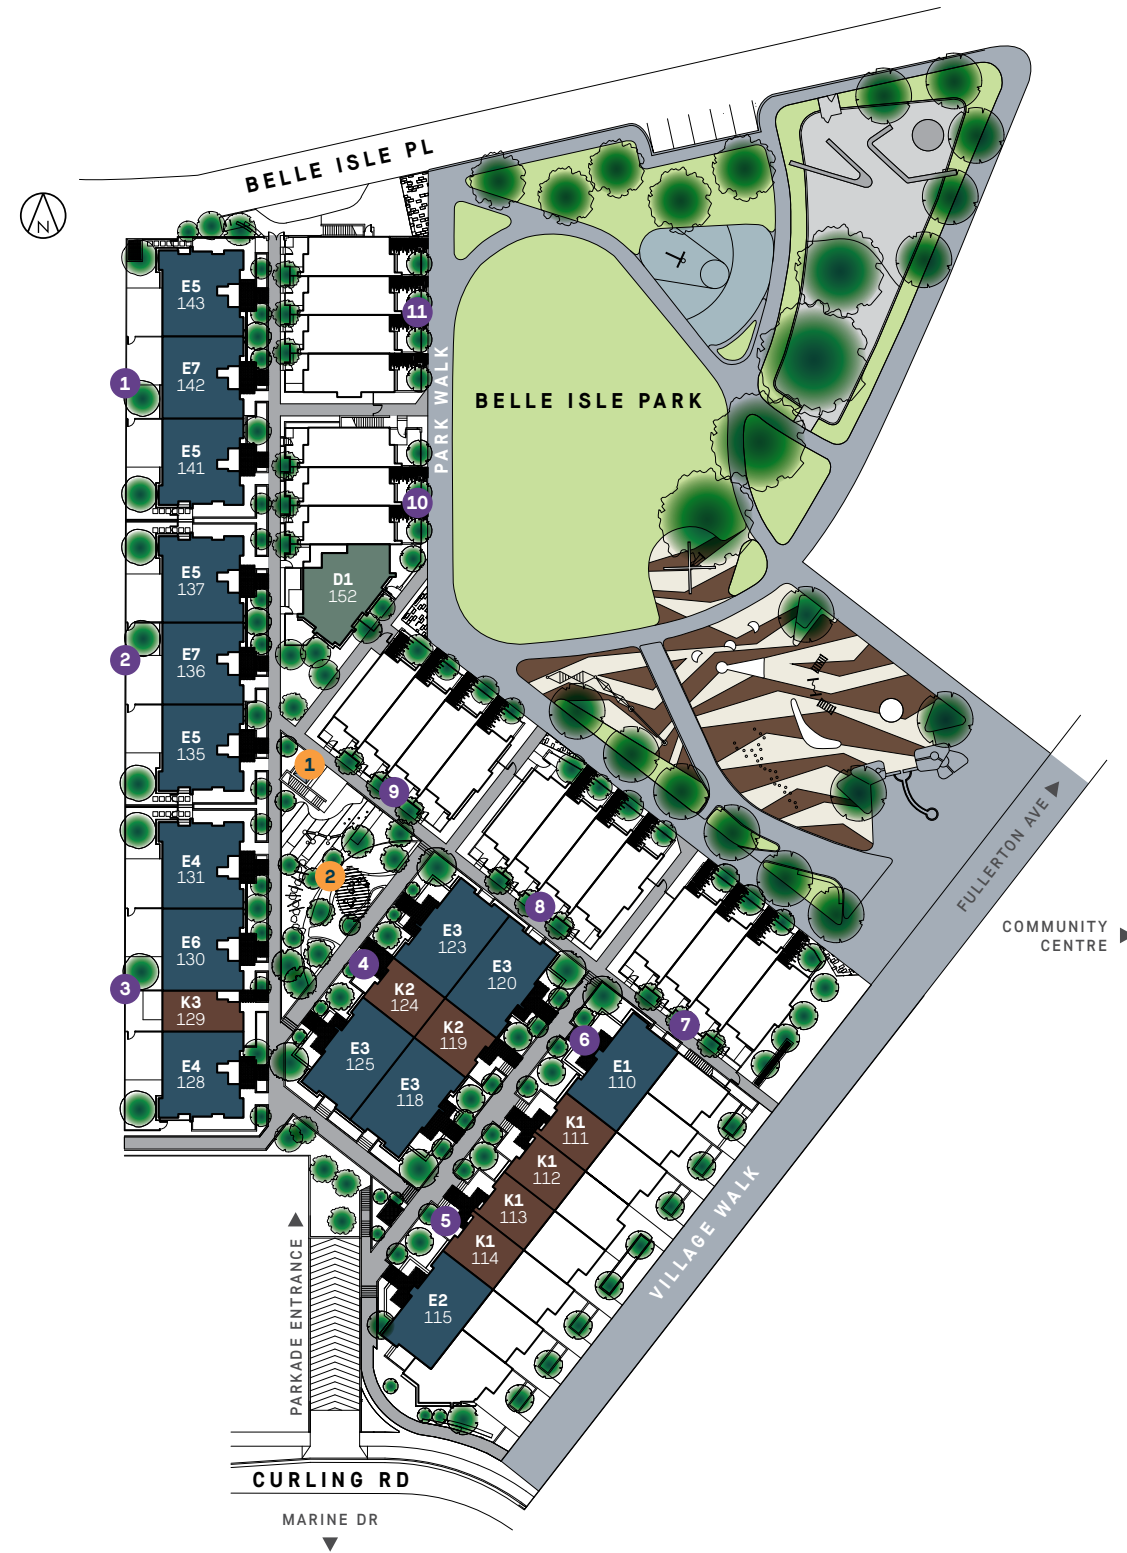 BELLE ISLE PL
N
E5
143
11
E7
142
1
PARK WALK
BELLE ISLE PARK
E5
141
10
E5
137
D1
152
E7
136
2
E5
135
1
9
E4
131
2
8
E3
123
E3
120
E6
130
4
3
K3
129
K2
124
K2
119
E4
128
E3
125
E3
118
6
7
E1
110
K1
111
K1
112
K1
113
5
K1
114
E2
115
FULLERTON AVE
COMMUNITY
CENTRE
VILLAGE WALK
PARKADE ENTRANCE
CURLING RD
MARINE DR